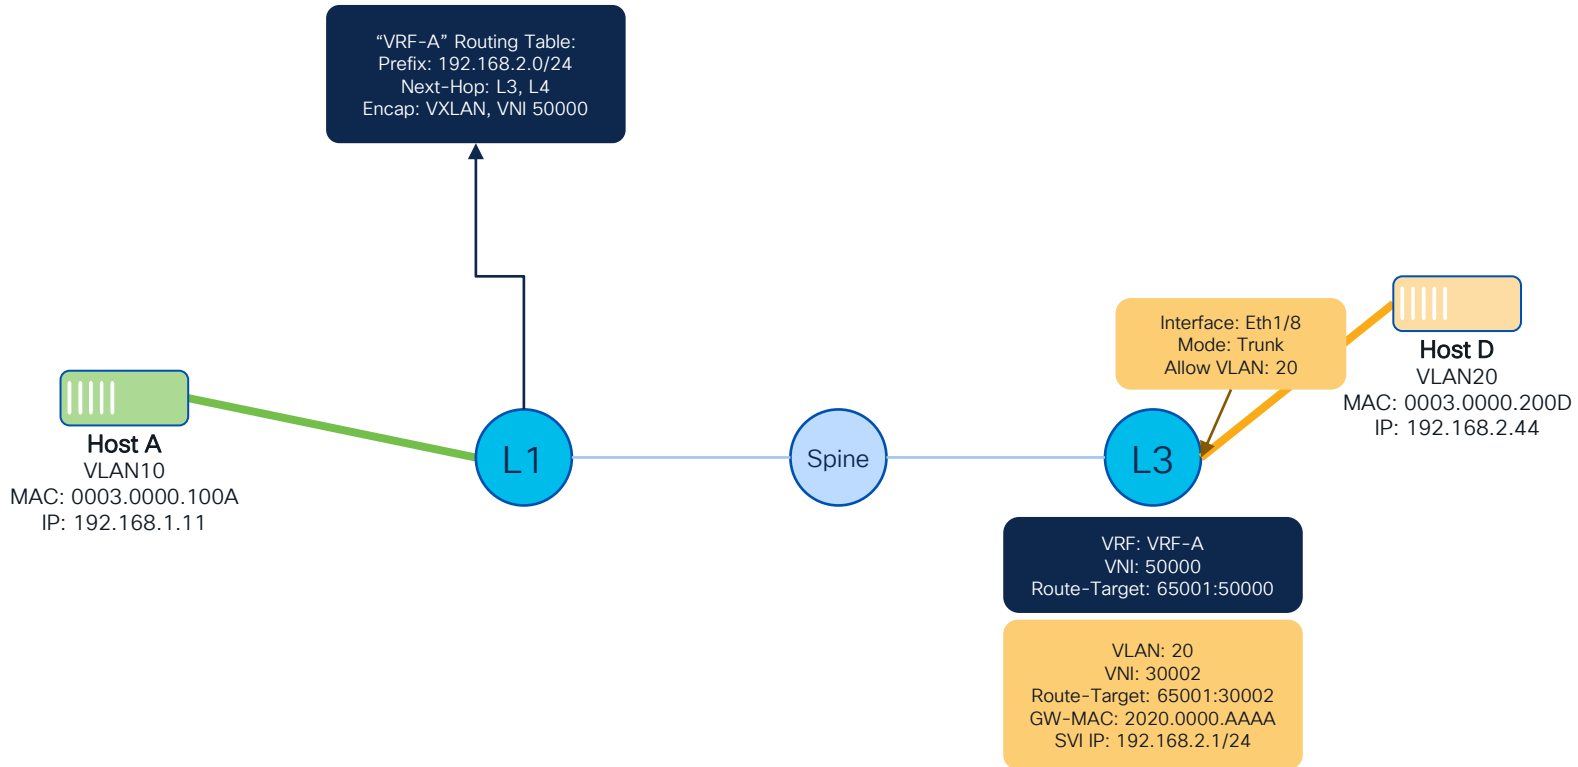 “VRF-A” Routing Table:
Prefix: 192.168.2.0/24
Next-Hop: L3, L4
Encap: VXLAN, VNI 50000
Interface: Eth1/8
Mode: Trunk
Allow VLAN: 20
Host D
VLAN20
MAC: 0003.0000.200D
IP: 192.168.2.44
Host A
VLAN10
MAC: 0003.0000.100A
IP: 192.168.1.11
L1
Spine
L3
VRF: VRF-A
VNI: 50000
Route-Target: 65001:50000
VLAN: 20
VNI: 30002
Route-Target: 65001:30002
GW-MAC: 2020.0000.AAAA
SVI IP: 192.168.2.1/24